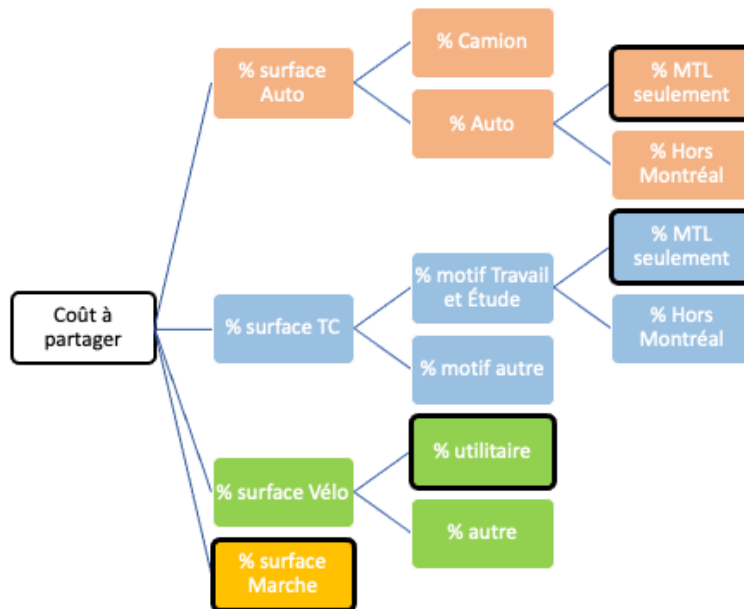 Coût à
partager
% surface
Auto
% Camion
% Auto
% MTL
seulement
% Hors
Montréal
% surface TC
% motif Travail
et Étude
% motif autre
% MTL
seulement
% Hors
Montréal
% surface Vélo
% utilitaire
% autre
% surface
Marche